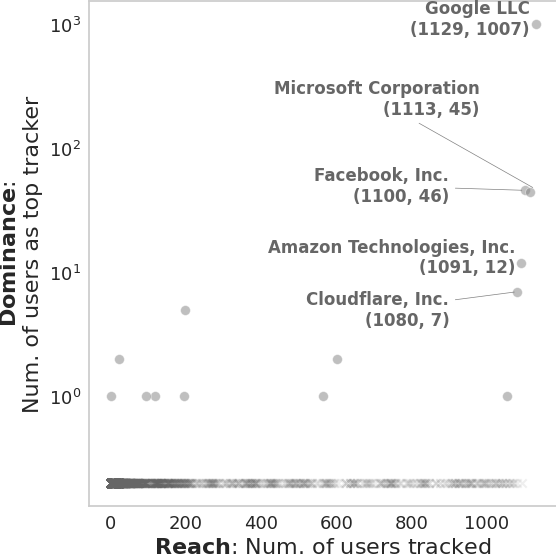 Google LLC
(1129, 1007)
Microsoft Corporation
(1113, 45)
Facebook, Inc.
(1100, 46)
Amazon Technologies, Inc.
(1091, 12)
Cloudflare, Inc.
(1080, 7)
10³
10²
10¹
10⁰
Dominance:
Num. of users as top tracker
0 200 400 600 800 1000
Reach: Num. of users tracked